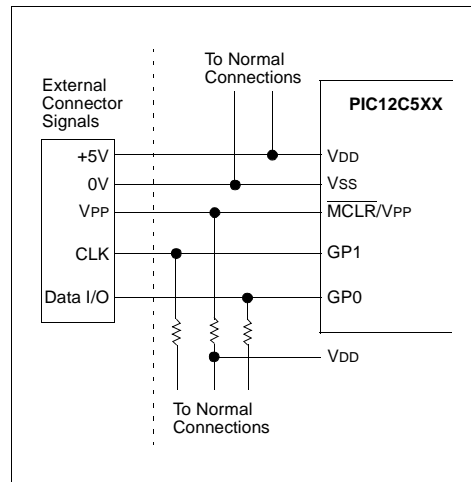 To Normal
Connections
External
Connector
Signals
PIC12C5XX
+5V
VDD
0V
VSS
VPP
MCLR/VPP
CLK
GP1
Data I/O
GP0
VDD
To Normal
Connections